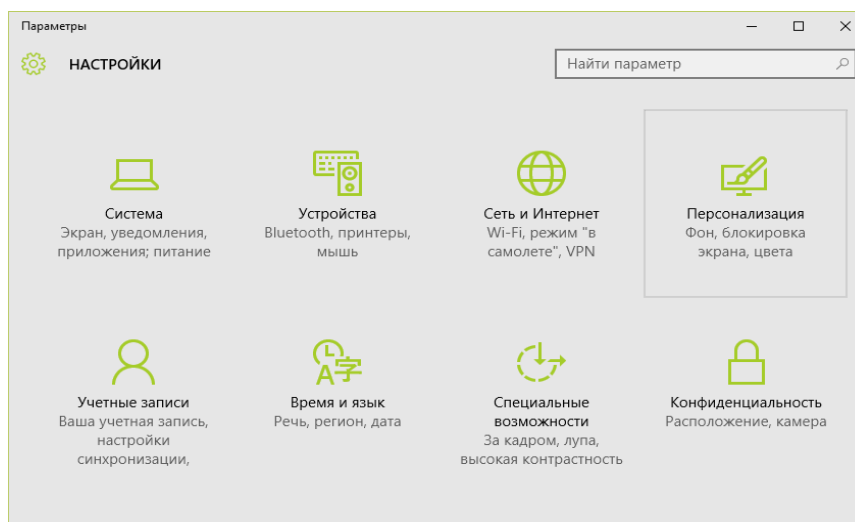 Параметры
НАСТРОЙКИ
Найти параметр
Система
Экран, уведомления,
приложения; питание
Устройства
Bluetooth, принтеры,
мышь
Сеть и Интернет
Wi-Fi, режим "в
самолете", VPN
Персонализация
Фон, блокировка
экрана, цвета
Учетные записи
Ваша учетная запись,
настройки
синхронизации,
Время и язык
Речь, регион, дата
Специальные
возможности
За кадром, лупа,
высокая контрастность
Конфиденциальность
Расположение, камера